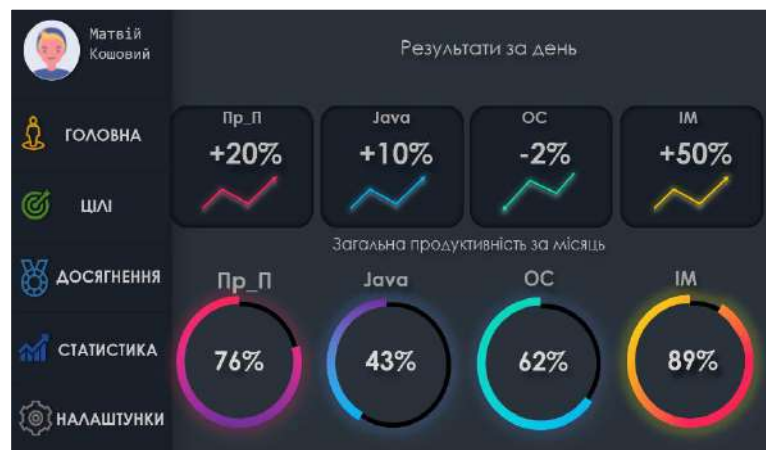 Матвій
Кошовий
ГОЛОВНА
ЦІЛІ
ДОСЯГНЕННЯ
СТАТИСТИКА
НАЛАШТУНКИ
Результати за день
Пр_П
+20%
Java
+10%
ОС
-2%
ІМ
+50%
Загальна продуктивність за місяць
Пр_П
76%
Java
43%
ОС
62%
ІМ
89%